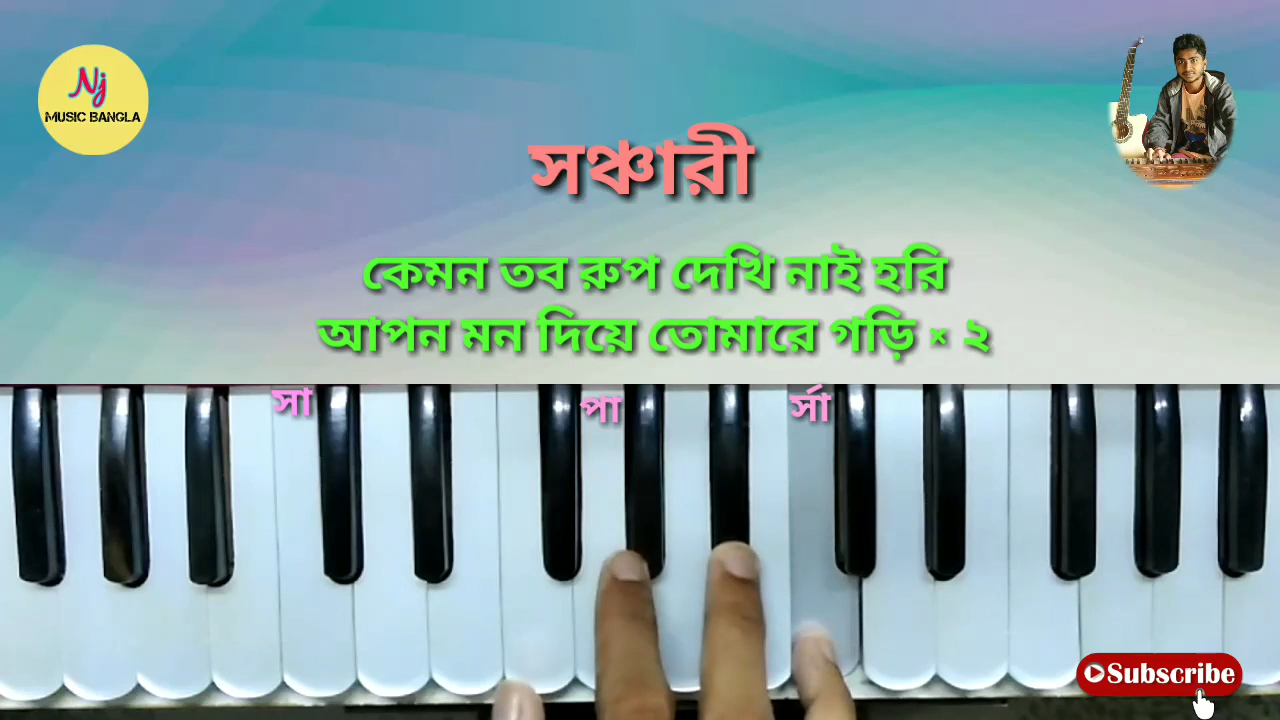 Nj
MUSIC BANGLA
সঞ্চারী
কেমন তব রুপ দেখি নাই হরি
আপন মন দিয়ে তোমারে গড়ি × ২
সা পা র্সা
Subscribe